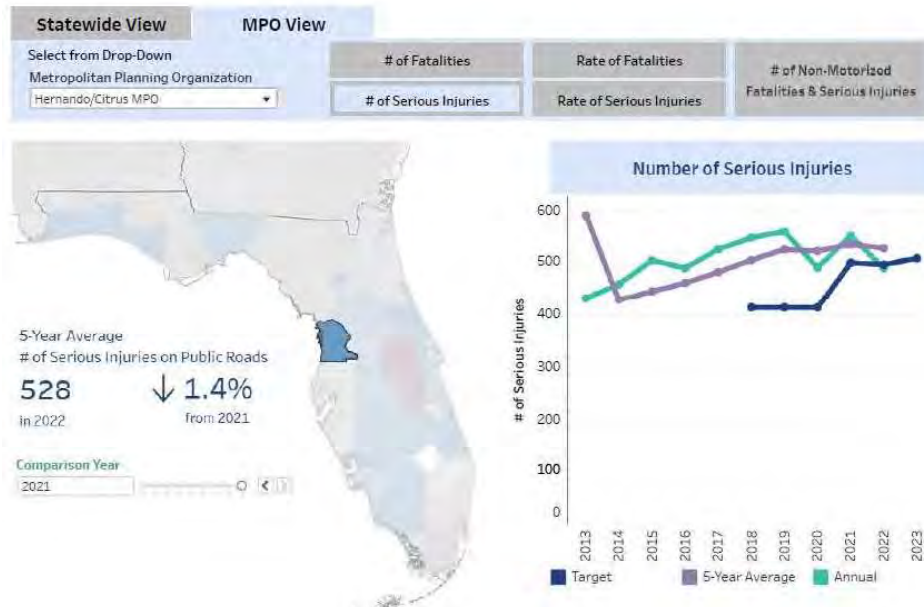 Statewide View
MPO View
Select from Drop-Down
Metropolitan Planning Organization
Hernando/Citrus MPO
# of Fatalities
Rate of Fatalities
# of Serious Injuries
Rate of Serious Injuries
# of Non-Motorized
Fatalities & Serious Injuries
5-Year Average
# of Serious Injuries on Public Roads
528
↓ 1.4%
in 2022
from 2021
Comparison Year
2021
Number of Serious Injuries
# of Serious Injuries
600
500
400
300
200
100
0
2013
2014
2015
2016
2017
2018
2019
2020
2021
2022
2023
Target
5-Year Average
Annual